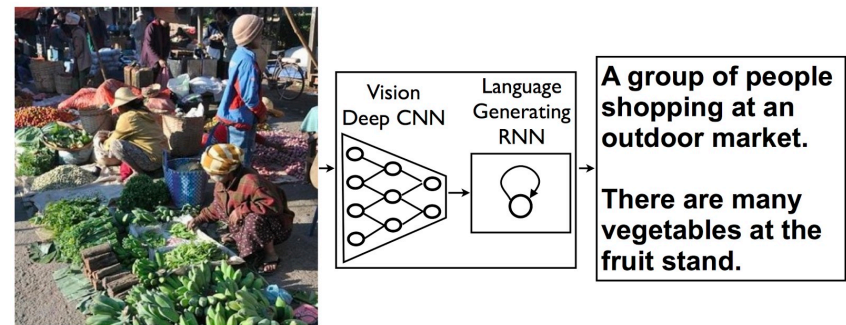 Vision
Deep CNN
Language
Generating
RNN
A group of people
shopping at an
outdoor market.
There are many
vegetables at the
fruit stand.